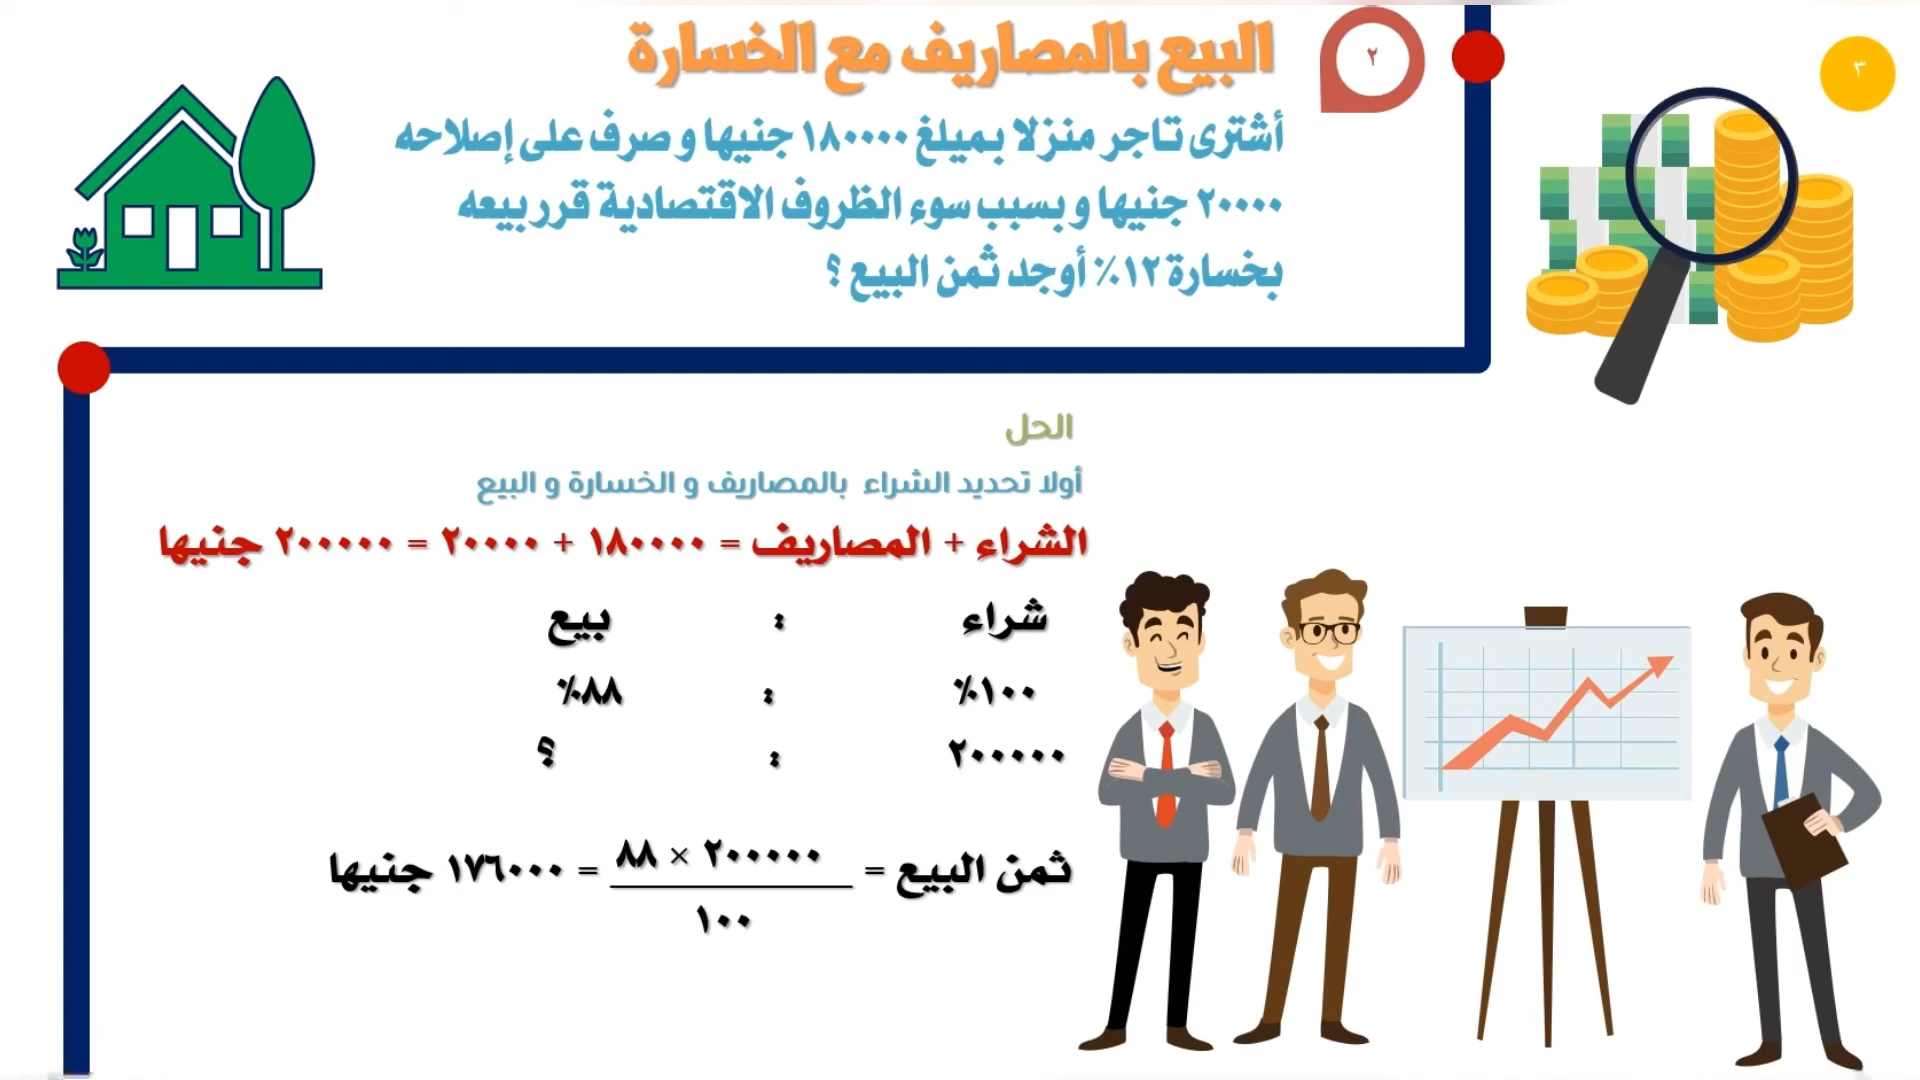 ٣
٢
البيع بالمصاريف مع الخسارة
أشترى تاجر منزلا بمبلغ ١٨٠٠٠٠ جنيها و صرف على إصلاحه
٢٠٠٠٠ جنيها و بسبب سوء الظروف الاقتصادية قرر بيعه
بخسارة ١٢٪ أوجد ثمن البيع ؟
الحل
أولا تحديد الشراء بالمصاريف و الخسارة و البيع
الشراء + المصاريف = ١٨٠٠٠٠ + ٢٠٠٠٠ = ٢٠٠٠٠٠ جنيها
شراء : بيع
١٠٠٪ : ٨٨٪
٢٠٠٠٠٠ : ؟
٢٠٠٠٠٠ × ٨٨
ثمن البيع = = ١٧٦٠٠٠ جنيها
١٠٠